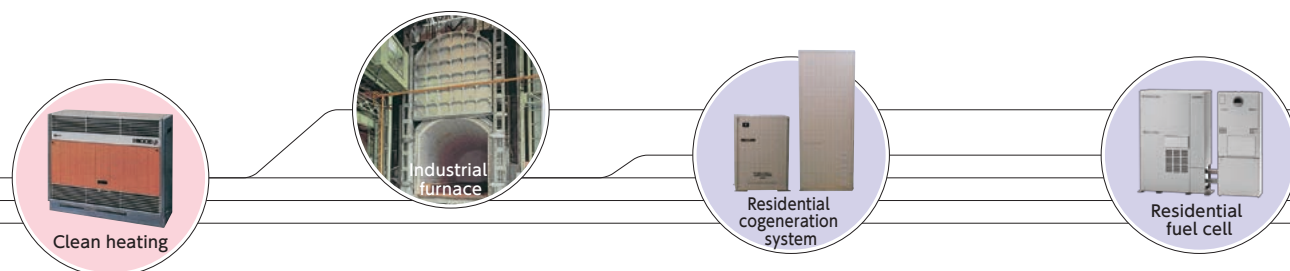 Clean heating
Industrial
furnace
Residential
cogeneration
system
Residential
fuel cell